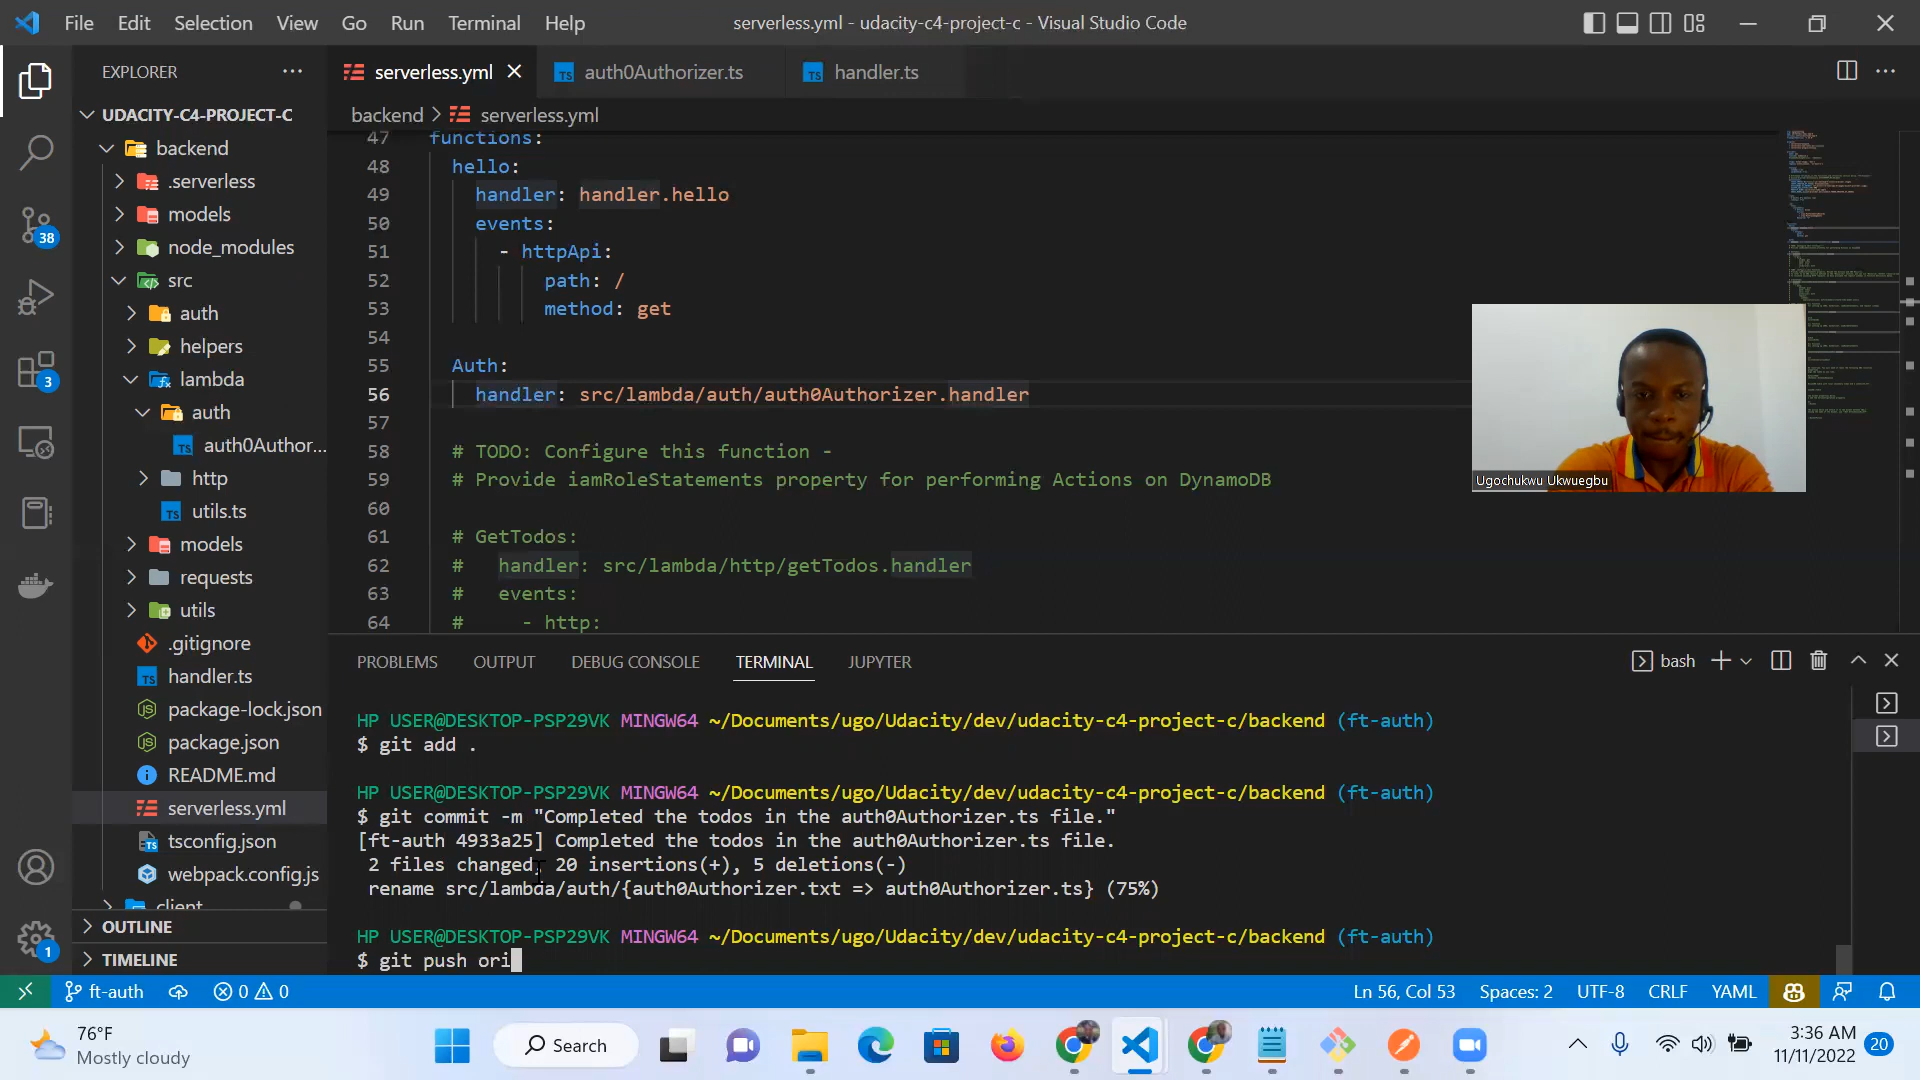 File Edit Selection View Go Run Terminal Help
serverless.yml - udacity-c4-project-c - Visual Studio Code
EXPLORER
serverless.yml
auth0Authorizer.ts
handler.ts
backend > serverless.yml
UDACITY-C4-PROJECT-C
backend
.serverless
models
node_modules
src
auth
helpers
lambda
auth
auth0Author...
http
utils.ts
models
requests
utils
.gitignore
handler.ts
package-lock.json
package.json
README.md
serverless.yml
tsconfig.json
webpack.config.js
client
OUTLINE
TIMELINE
38
3
1
47 functions:
48 hello:
49 handler: handler.hello
50 events:
51 - httpApi:
52 path: /
53 method: get
54
55 Auth:
56 handler: src/lambda/auth/auth0Authorizer.handler
57
58 # TODO: Configure this function -
59 # Provide iamRoleStatements property for performing Actions on DynamoDB
60
61 # GetTodos:
62 # handler: src/lambda/http/getTodos.handler
63 # events:
64 # - http:
Ugochukwu Ukwuegbu
PROBLEMS OUTPUT DEBUG CONSOLE TERMINAL JUPYTER
bash
HP USER@DESKTOP-PSP29VK MINGW64 ~/Documents/ugo/Udacity/dev/udacity-c4-project-c/backend (ft-auth)
$ git add .
HP USER@DESKTOP-PSP29VK MINGW64 ~/Documents/ugo/Udacity/dev/udacity-c4-project-c/backend (ft-auth)
$ git commit -m "Completed the todos in the auth0Authorizer.ts file."
[ft-auth 4933a25] Completed the todos in the auth0Authorizer.ts file.
2 files changed, 20 insertions(+), 5 deletions(-)
rename src/lambda/auth/{auth0Authorizer.txt => auth0Authorizer.ts} (75%)
HP USER@DESKTOP-PSP29VK MINGW64 ~/Documents/ugo/Udacity/dev/udacity-c4-project-c/backend (ft-auth)
$ git push ori
ft-auth 0 0
Ln 56, Col 53 Spaces: 2 UTF-8 CRLF YAML
76°F
Mostly cloudy
Search
3:36 AM
11/11/2022
20